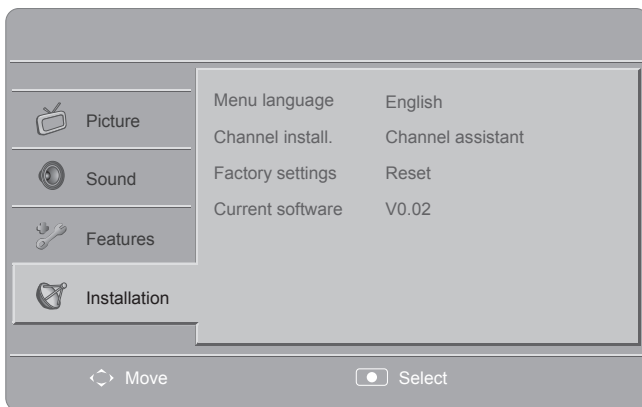 Picture
Sound
Features
Installation
Menu language English
Channel install. Channel assistant
Factory settings Reset
Current software V0.02
Move Select